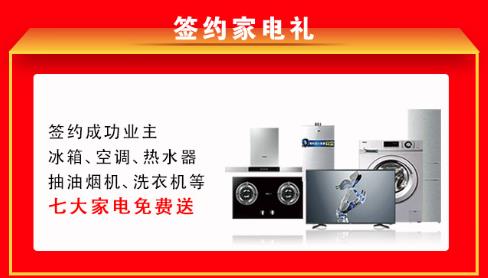 签约家电礼
签约成功业主
冰箱、空调、热水器
抽油烟机、洗衣机等
七大家电免费送